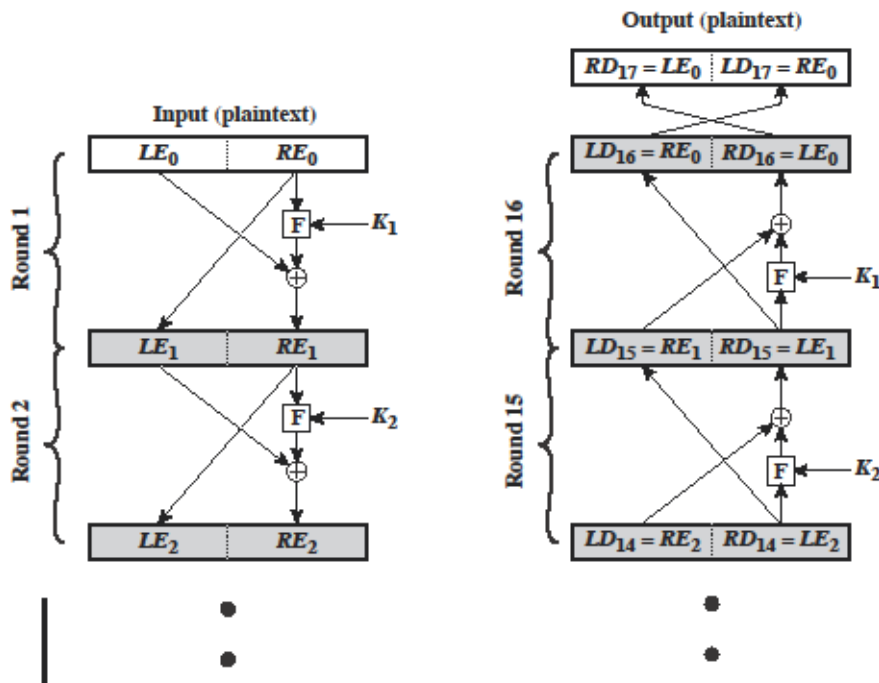 Output (plaintext)
RD17 = LE0 LD17 = RE0
Input (plaintext)
LE0 RE0
LD16 = RE0 RD16 = LE0
Round 1
F K1
Round 16
F K1
LE1 RE1
LD15 = RE1 RD15 = LE1
Round 2
F K2
Round 15
F K2
LE2 RE2
LD14 = RE2 RD14 = LE2